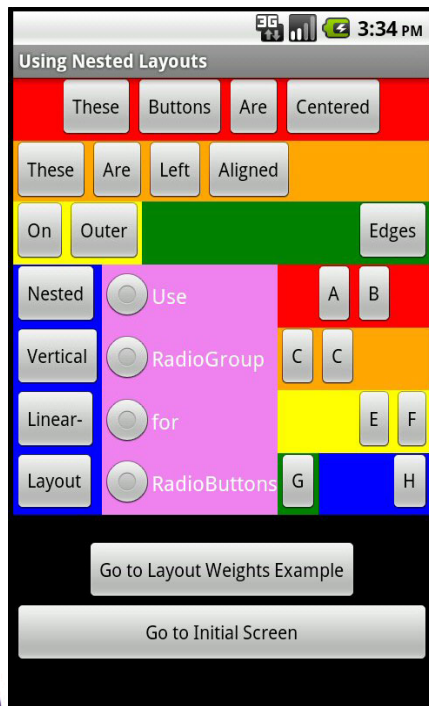 3G 3:34 PM
Using Nested Layouts
These Buttons Are Centered
These Are Left Aligned
On Outer Edges
Nested Use A B
Vertical RadioGroup C C
Linear- for E F
Layout RadioButtons G H
Go to Layout Weights Example
Go to Initial Screen